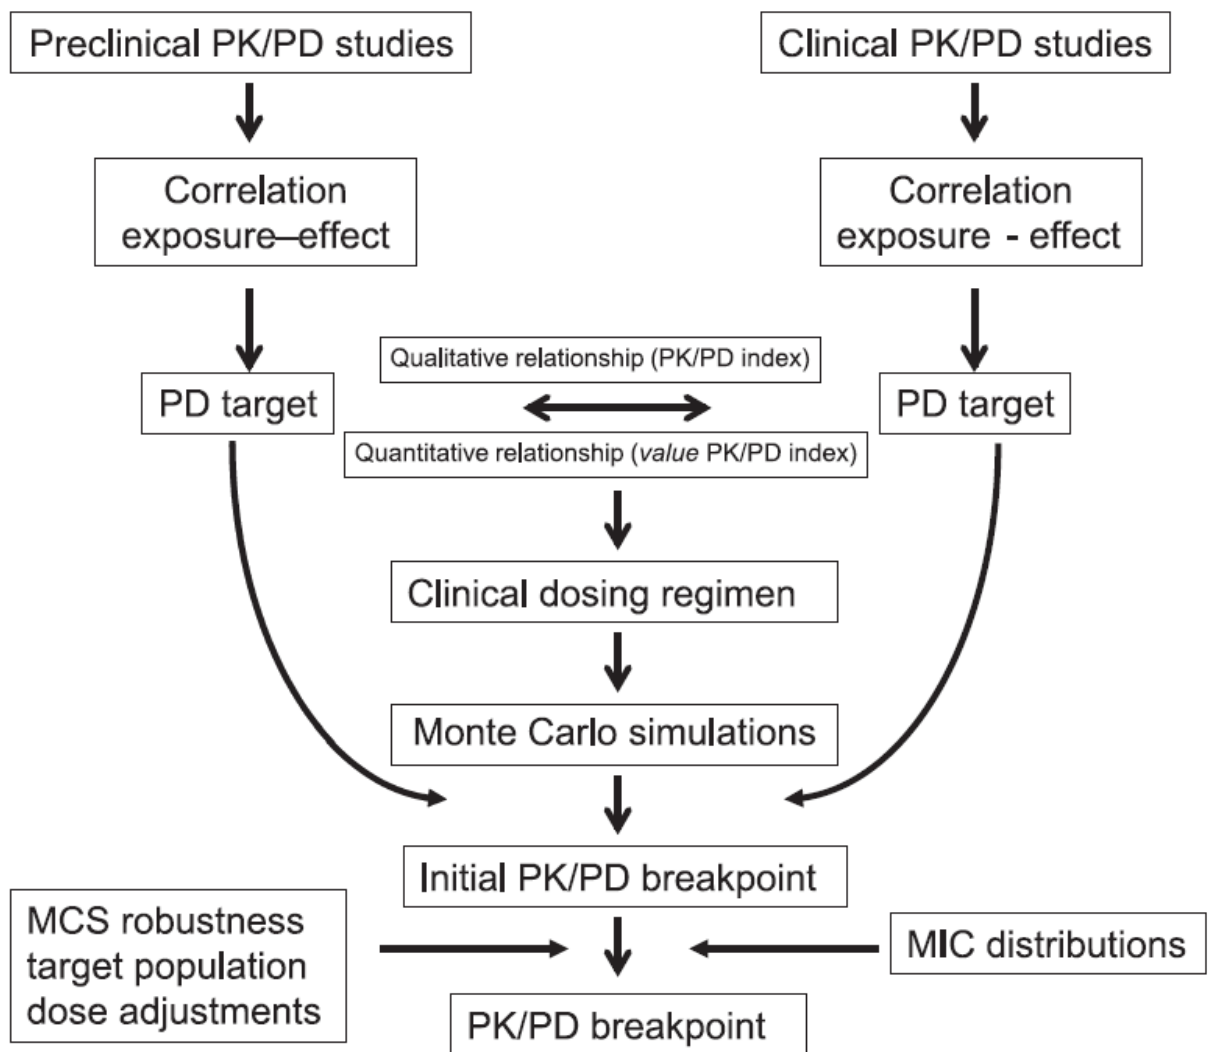 Preclinical PK/PD studies
Clinical PK/PD studies
Correlation
exposure–effect
Correlation
exposure - effect
Qualitative relationship (PK/PD index)
PD target
PD target
Quantitative relationship (value PK/PD index)
Clinical dosing regimen
Monte Carlo simulations
Initial PK/PD breakpoint
MCS robustness
target population
dose adjustments
MIC distributions
PK/PD breakpoint